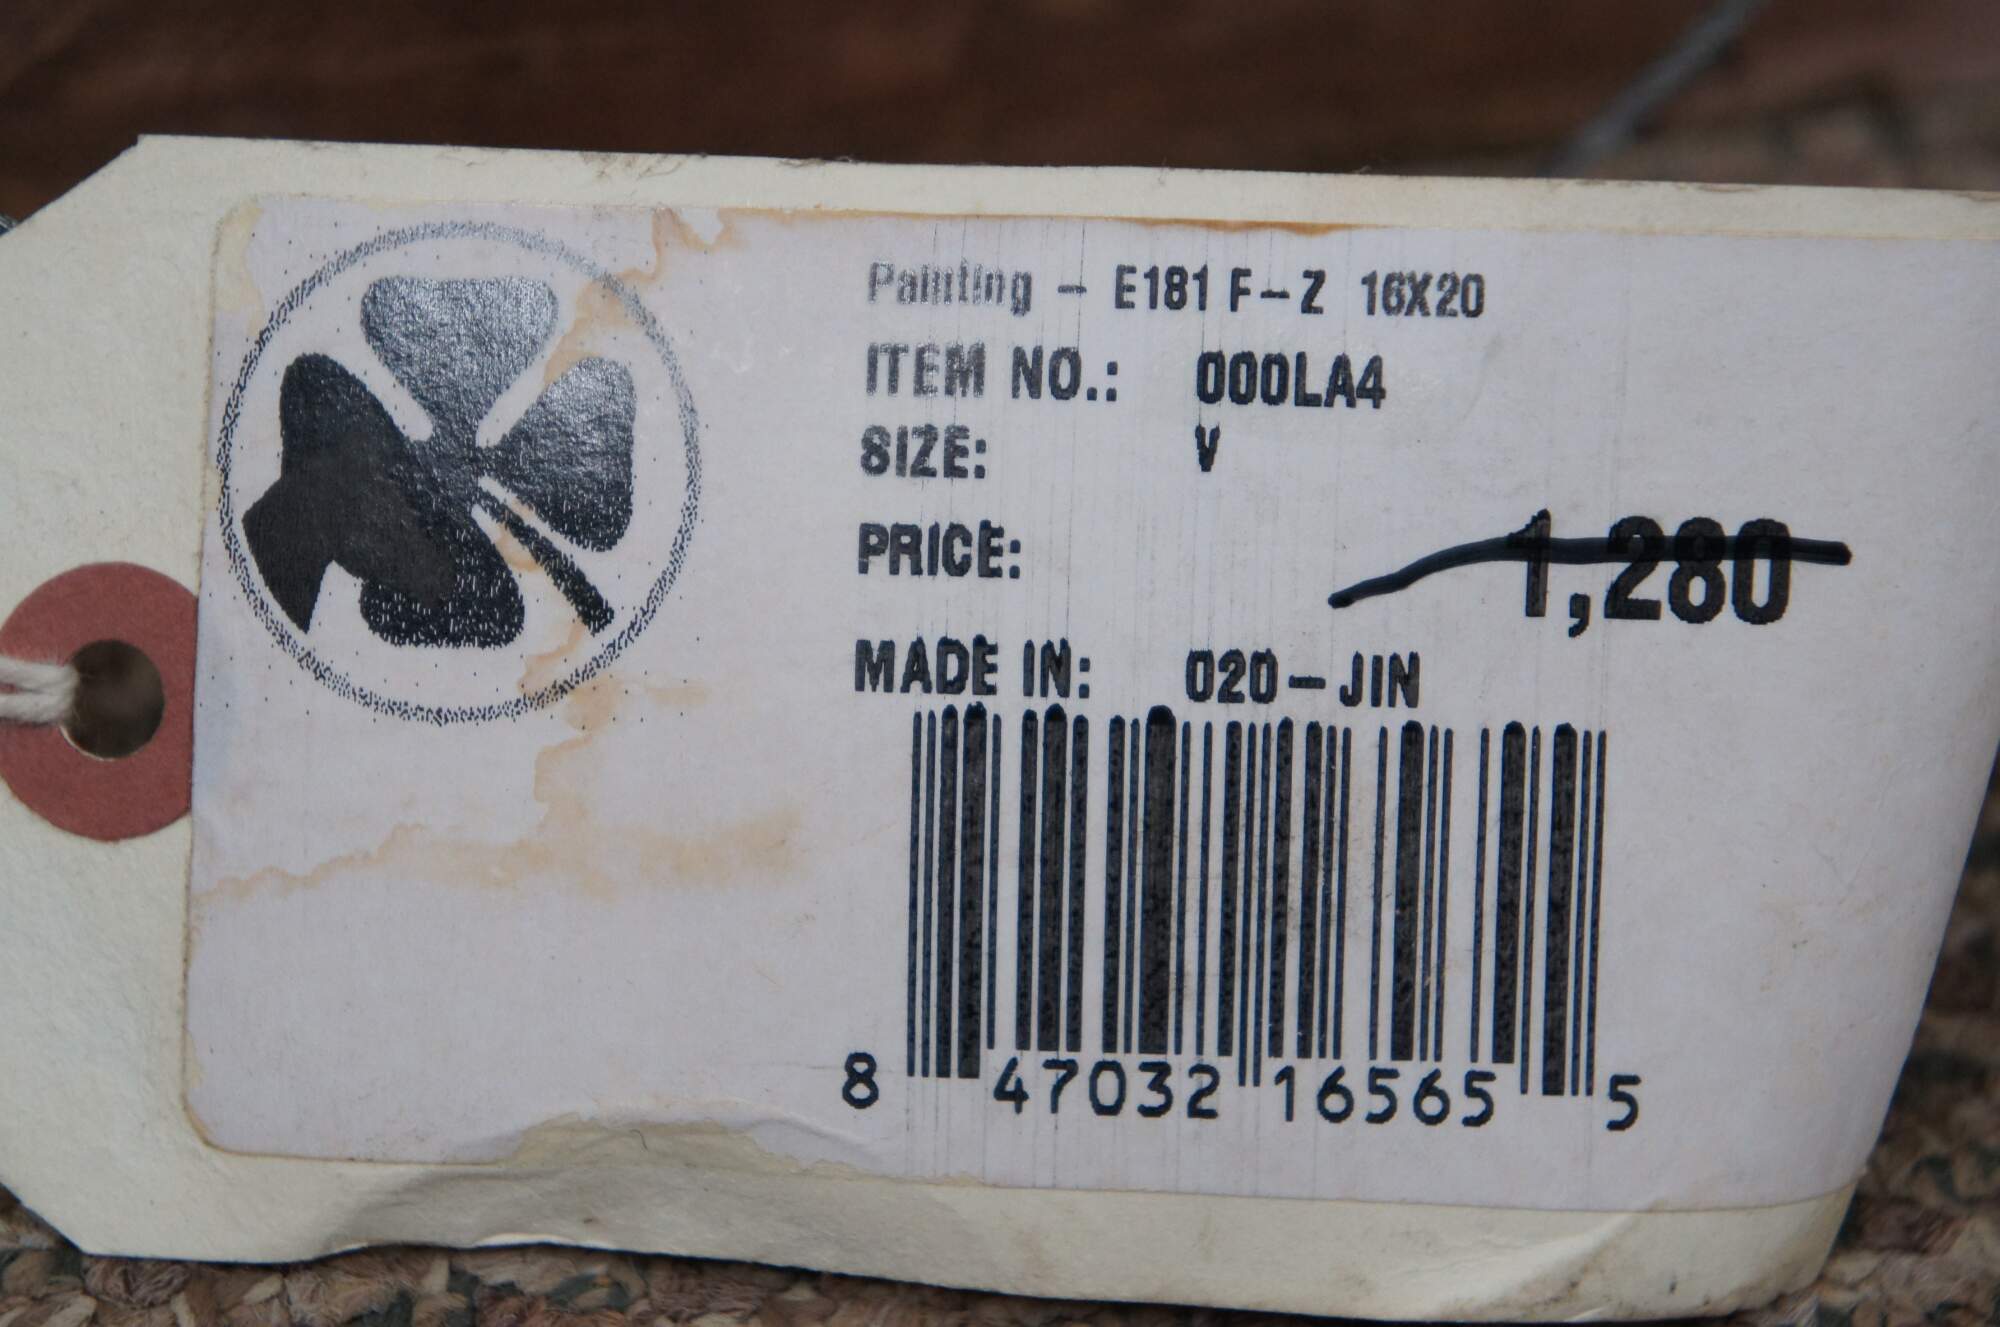 Painting - E181 F-Z 16X20
ITEM NO.: 000LA4
SIZE: V
PRICE: 1,280
MADE IN: 020-JIN
8 47032 16565 5